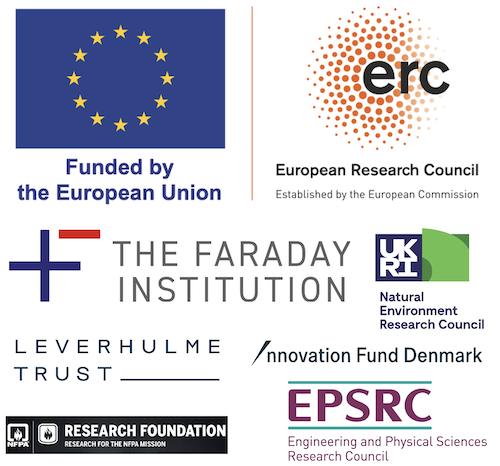 Funded by
the European Union
erc
European Research Council
Established by the European Commission
THE FARADAY
INSTITUTION
UK
RI
Natural
Environment
Research Council
LEVERHULME
TRUST
Innovation Fund Denmark
NFPA
RESEARCH FOUNDATION
RESEARCH FOR THE NFPA MISSION
EPSRC
Engineering and Physical Sciences
Research Council